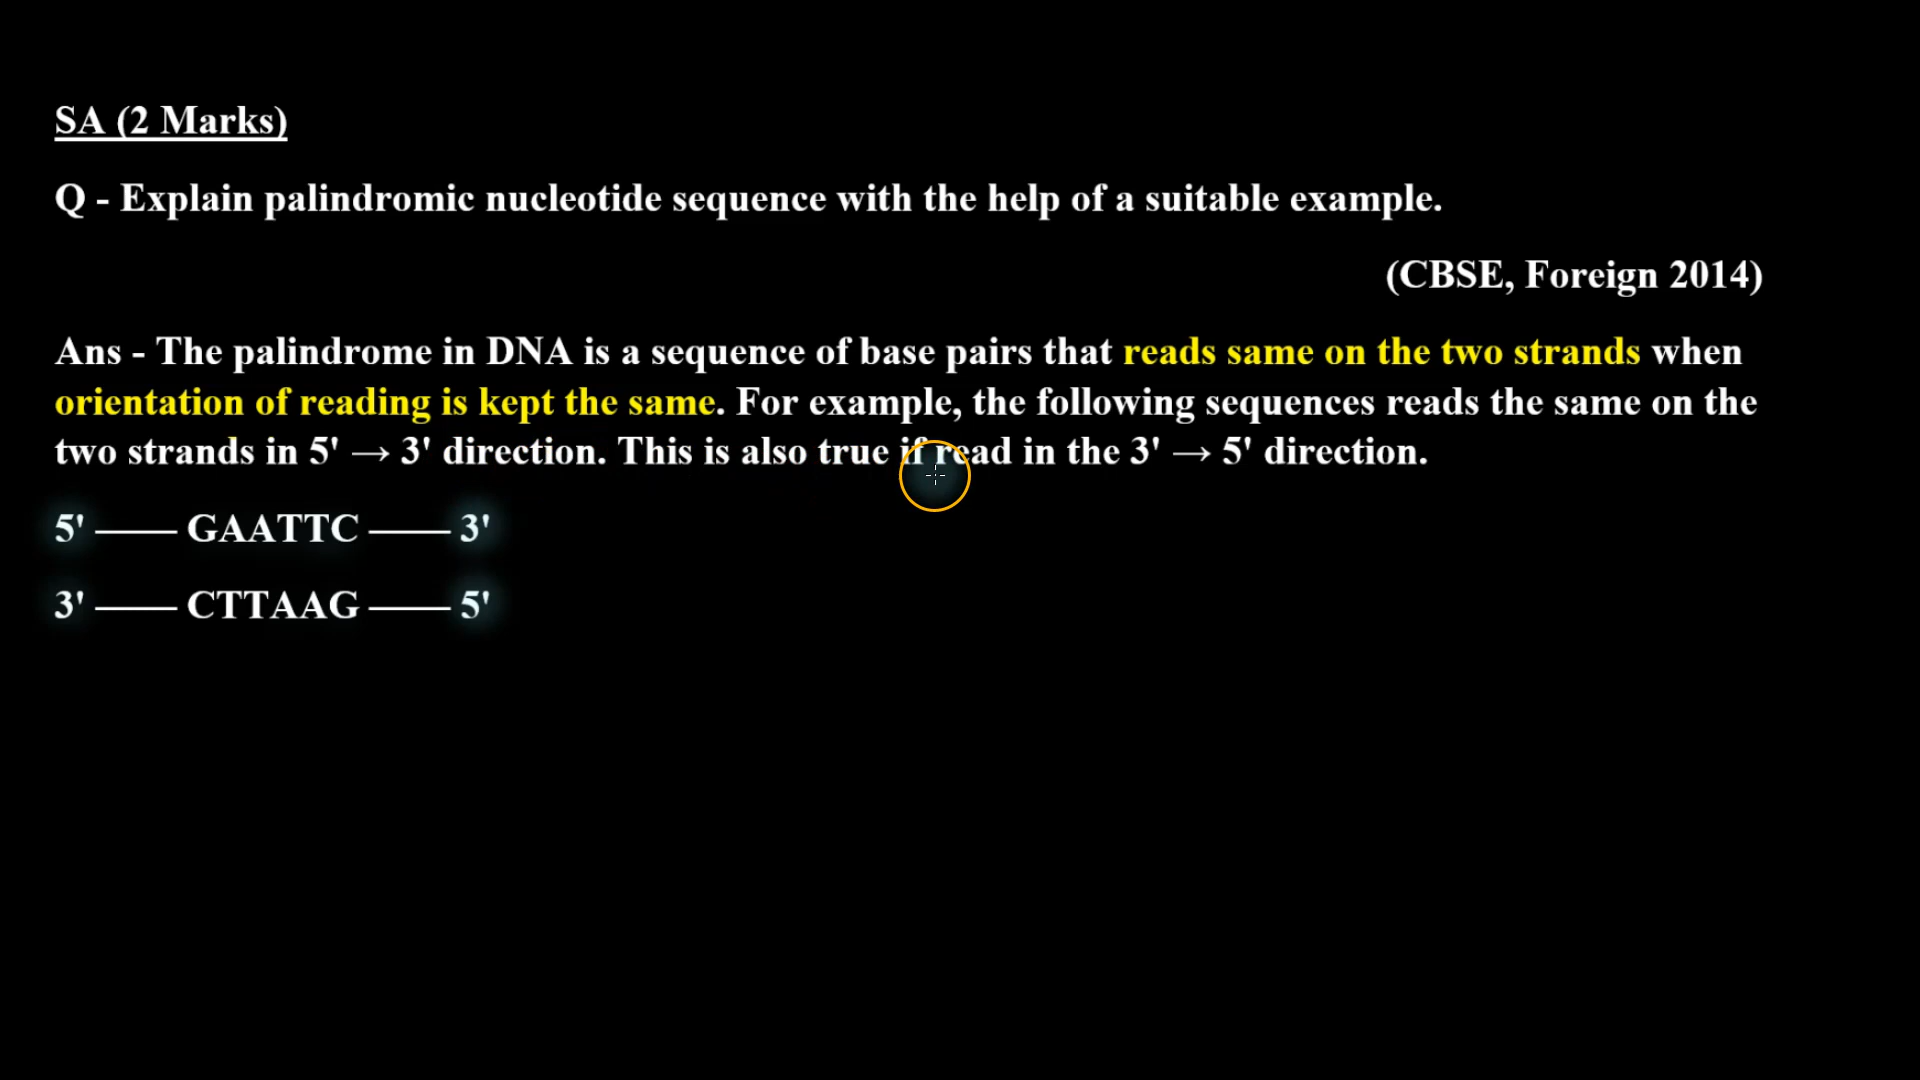 SA (2 Marks)
Q - Explain palindromic nucleotide sequence with the help of a suitable example.
(CBSE, Foreign 2014)
Ans - The palindrome in DNA is a sequence of base pairs that reads same on the two strands when
orientation of reading is kept the same. For example, the following sequences reads the same on the
two strands in 5' → 3' direction. This is also true if read in the 3' → 5' direction.
5' —— GAATTC —— 3'
3' —— CTTAAG —— 5'